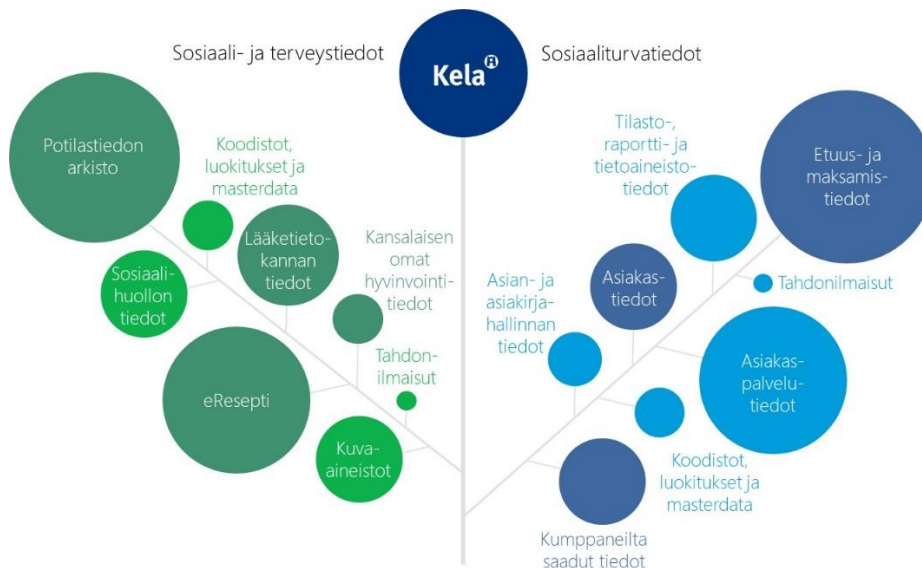 Sosiaali- ja terveystiedot
Kela
Sosiaaliturvatiedot
Potilastiedon
arkisto
Koodistot,
luokitukset ja
masterdata
Lääketieto-
kannan
tiedot
Kansalaisen
omat
hyvinvointi-
tiedot
Sosiaali-
huollon
tiedot
eResepti
Tahdon-
ilmaisut
Kuva-
aineistot
Tilasto-,
raportti- ja
tietoaineisto-
tiedot
Etuus- ja
maksamis-
tiedot
Asian- ja
asiakirja-
hallinnan
tiedot
Asiakas-
tiedot
Tahdonilmaisut
Asiakas-
palvelu-
tiedot
Koodistot,
luokitukset ja
masterdata
Kumppaneilta
saadut tiedot